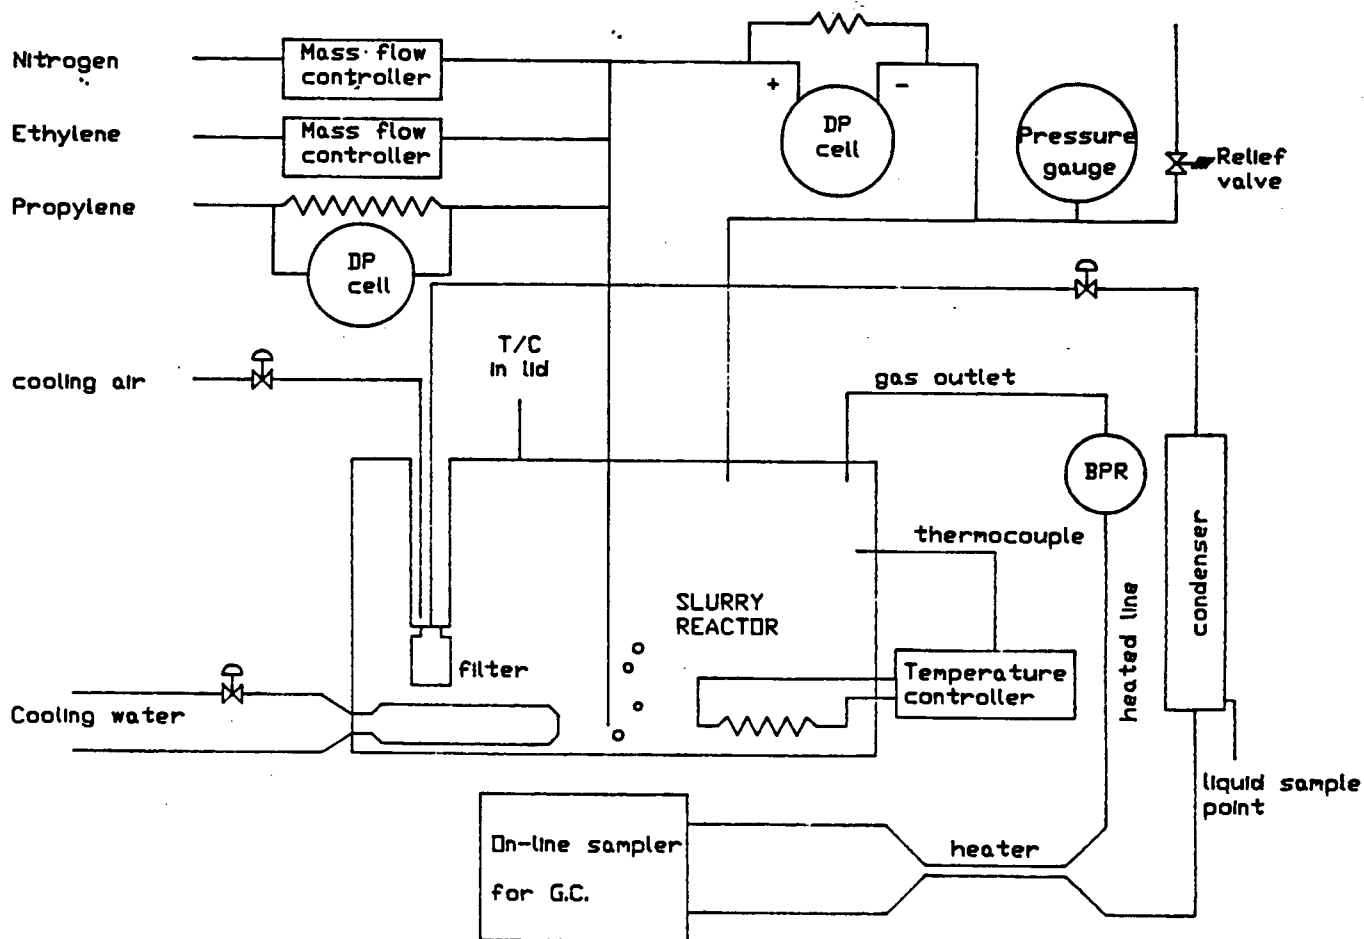 Nitrogen
Mass flow
controller
+
DP
cell
-
Pressure
gauge
Relief
valve
Ethylene
Mass flow
controller
Propylene
DP
cell
T/C
in lid
cooling air
gas outlet
BPR
thermocouple
condenser
heated line
SLURRY
REACTOR
filter
Temperature
controller
Cooling water
liquid sample
point
On-line sampler
for G.C.
heater